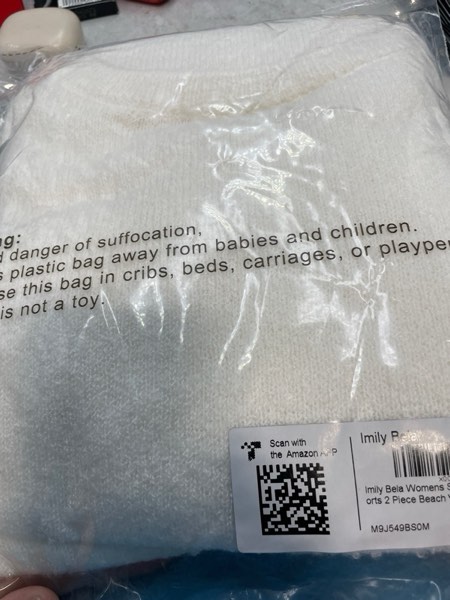 ng:
d danger of suffocation,
s plastic bag away from babies and children.
se this bag in cribs, beds, carriages, or plaype
is not a toy.
Scan with
the Amazon APP
Imily Bela
Imily Bela Womens S
orts 2 Piece Beach
M9J549BS0M